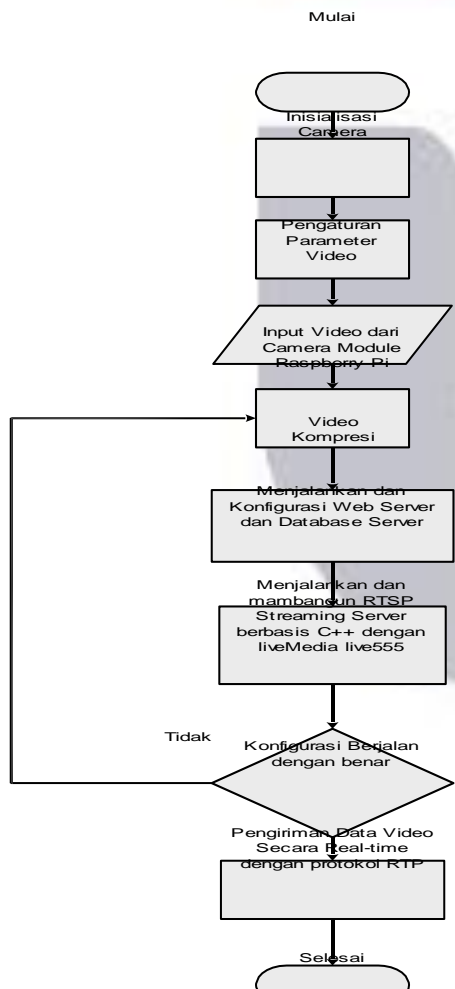 Mulai
Inisialisasi
Camera
Pengaturan
Parameter
Video
Input Video dari
Camera Module
Raspberry Pi
Video
Kompresi
Menjalankan dan
Konfigurasi Web Server
dan Database Server
Menjalankan dan
mambangun RTSP
Streaming Server
berbasis C++ dengan
liveMedia live555
Tidak
Konfigurasi Berjalan
dengan benar
Pengiriman Data Video
Secara Real-time
dengan protokol RTP
Selesai